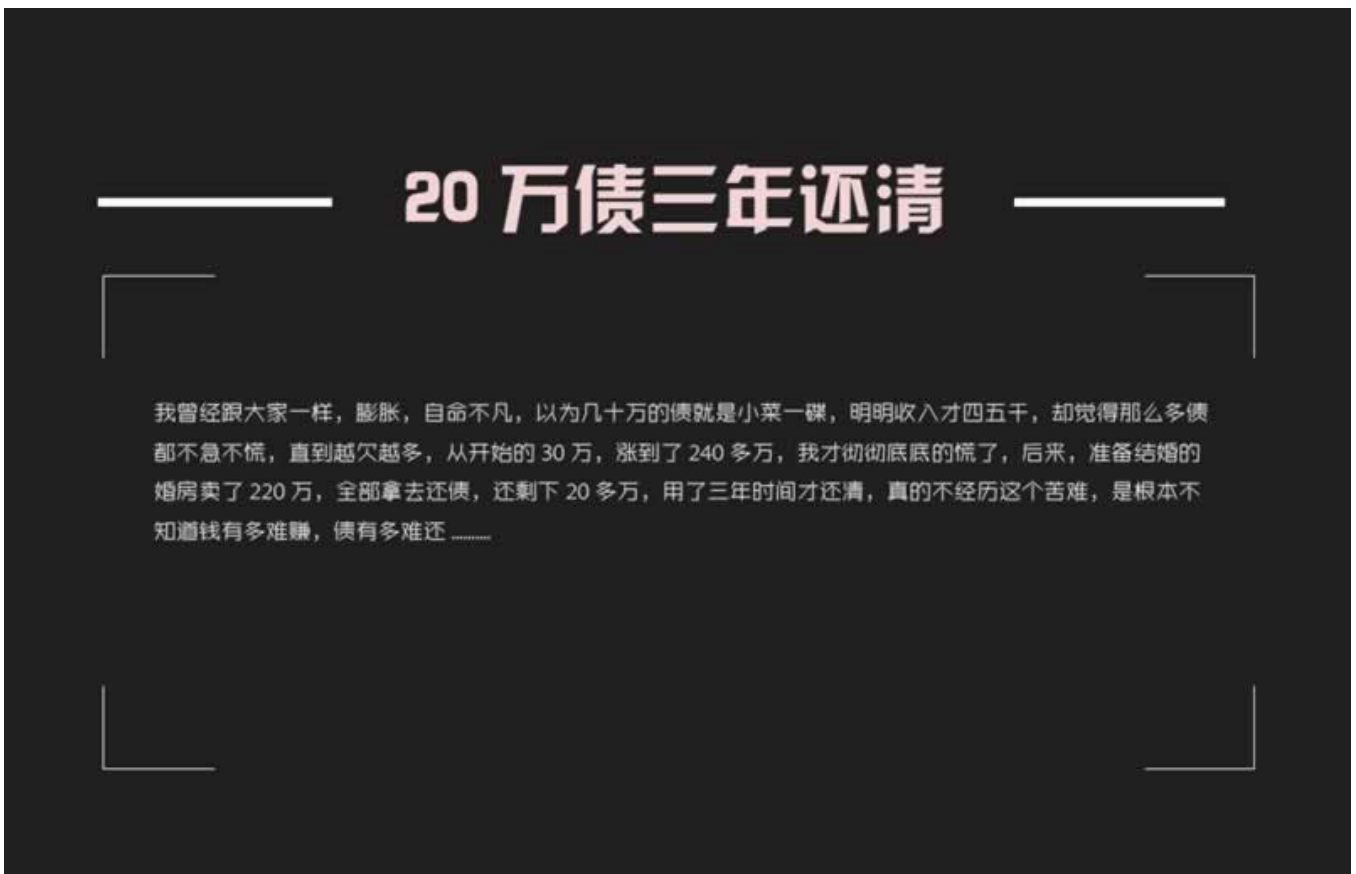 20 万债三年还清
我曾经跟大家一样，膨胀，自命不凡，以为几十万的债就是小菜一碟，明明收入才四五千，却觉得那么多债
都不急不慌，直到越欠越多，从开始的 30 万，涨到了 240 多万，我才彻彻底底的慌了，后来，准备结婚的
婚房卖了 220 万，全部拿去还债，还剩下 20 多万，用了三年时间才还清，真的不经历这个苦难，是根本不
知道钱有多难赚，债有多难还 .........